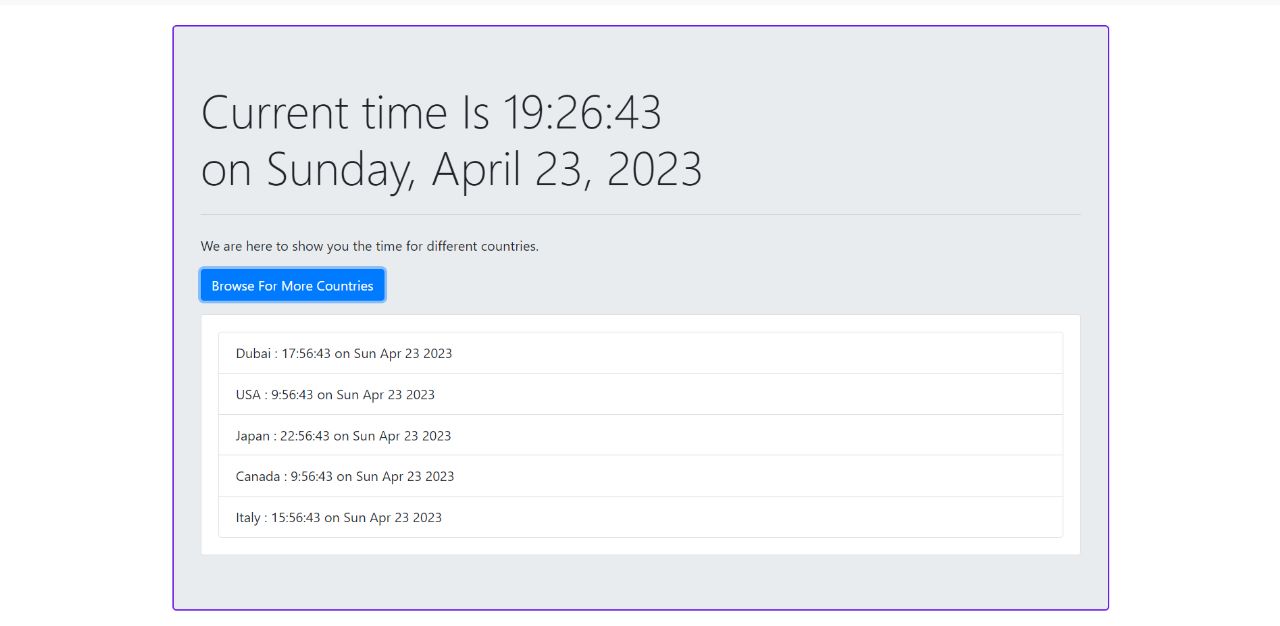 Current time Is 19:26:43
on Sunday, April 23, 2023
We are here to show you the time for different countries.
Browse For More Countries
Dubai : 17:56:43 on Sun Apr 23 2023
USA : 9:56:43 on Sun Apr 23 2023
Japan : 22:56:43 on Sun Apr 23 2023
Canada : 9:56:43 on Sun Apr 23 2023
Italy : 15:56:43 on Sun Apr 23 2023